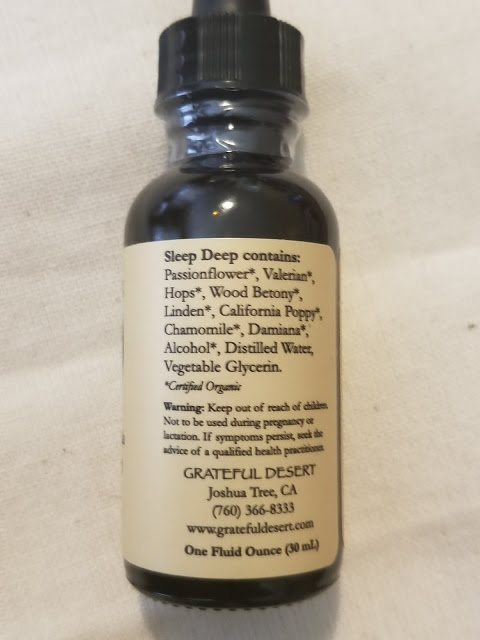 Sleep Deep contains:
Passionflower*, Valerian*,
Hops*, Wood Betony*,
Linden*, California Poppy*,
Chamomile*, Damiana*,
Alcohol*, Distilled Water,
Vegetable Glycerin.
*Certified Organic
Warning: Keep out of reach of children.
Not to be used during pregnancy or
lactation. If symptoms persist, seek the
advice of a qualified health practitioner.
GRATEFUL DESERT
Joshua Tree, CA
(760) 366-8333
www.gratefuldesert.com
One Fluid Ounce (30 mL)